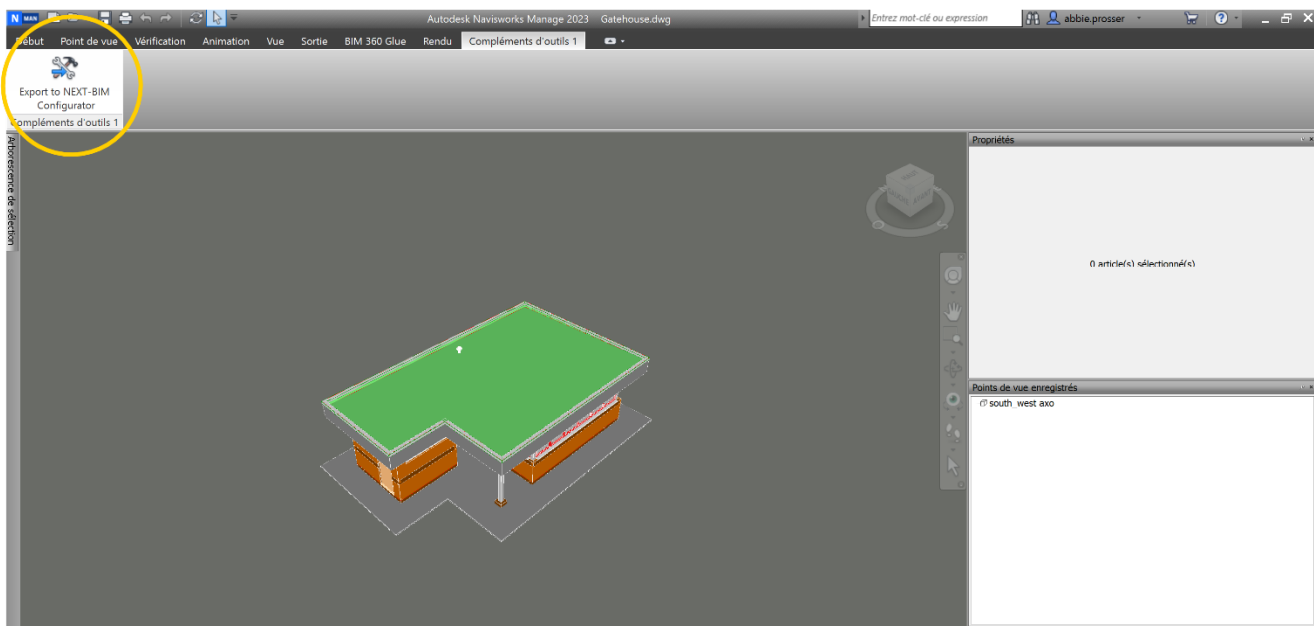 N MAN
Autodesk Navisworks Manage 2023 Gatehouse.dwg
Entrez mot-clé ou expression
abbie.prosser
Début Point de vue Vérification Animation Vue Sortie BIM 360 Glue Rendu Compléments d'outils 1
Export to NEXT-BIM
Configurator
Compléments d'outils 1
Arborescence de sélection
Propriétés
0 article(s) sélectionné(s)
Points de vue enregistrés
south_west axo